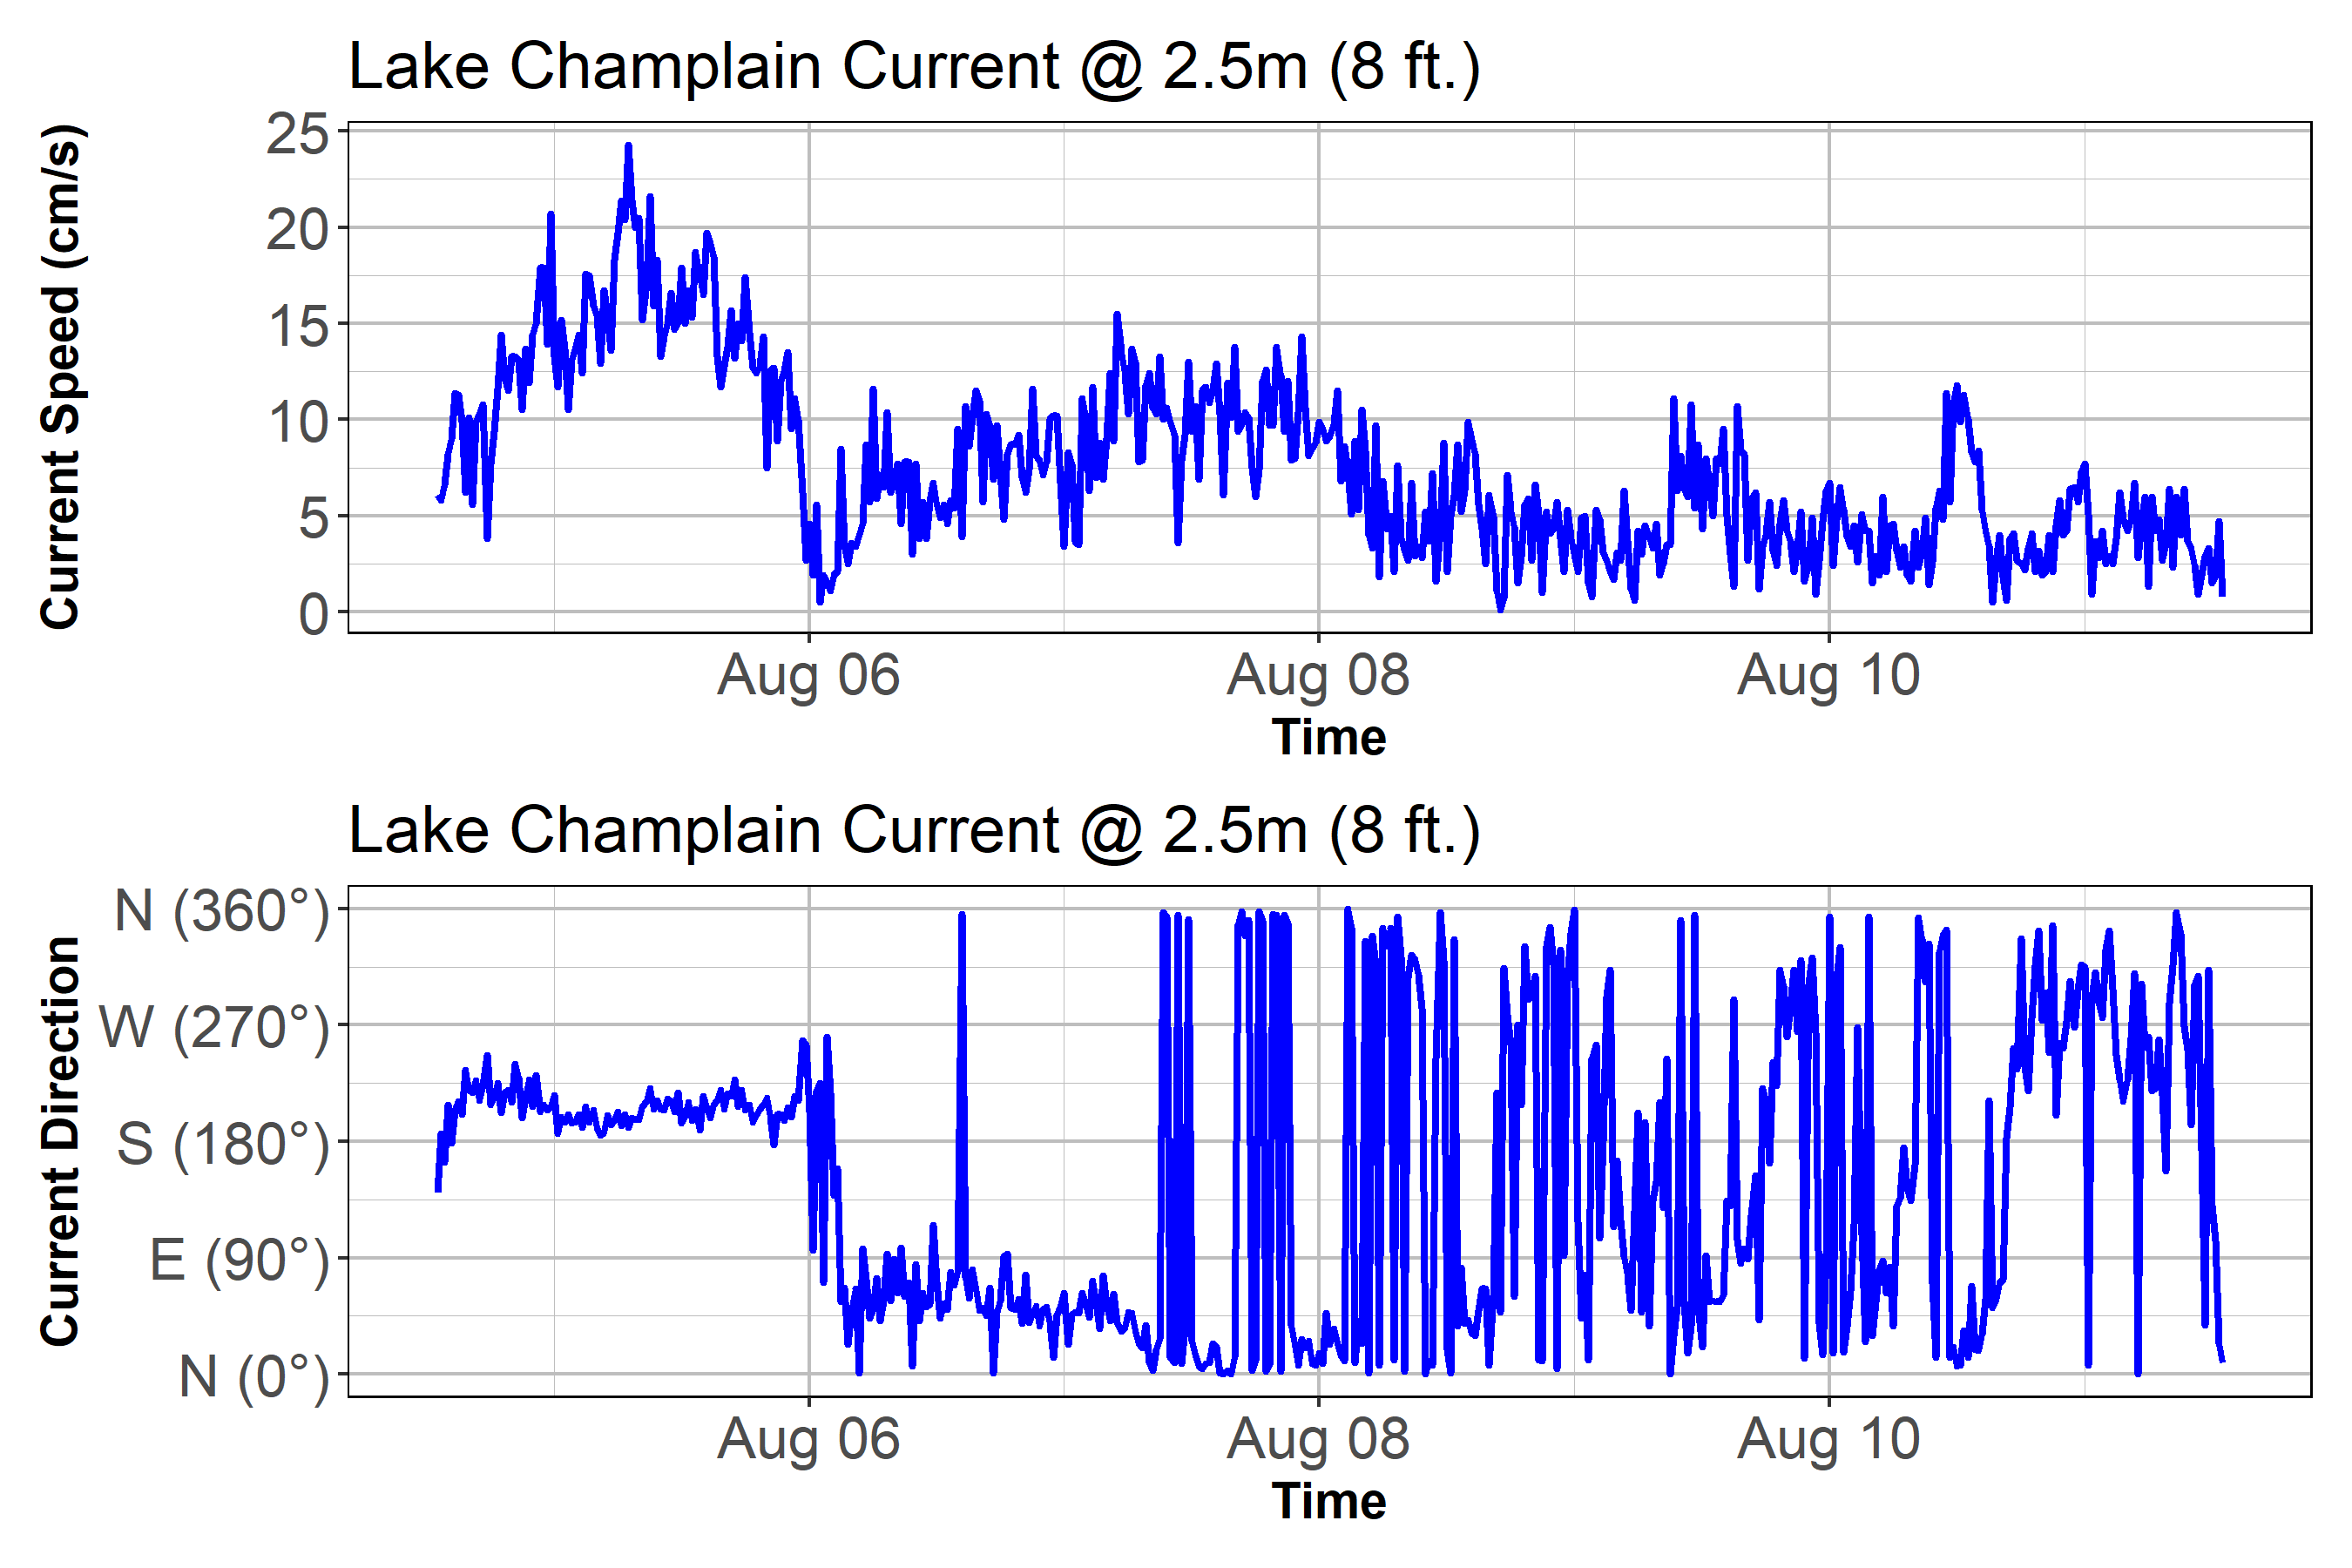 Lake Champlain Current @ 2.5m (8 ft.)
Current Speed (cm/s)
25
20
15
10
5
0
Aug 06 Aug 08 Aug 10
Time
Lake Champlain Current @ 2.5m (8 ft.)
Current Direction
N (360°)
W (270°)
S (180°)
E (90°)
N (0°)
Aug 06 Aug 08 Aug 10
Time